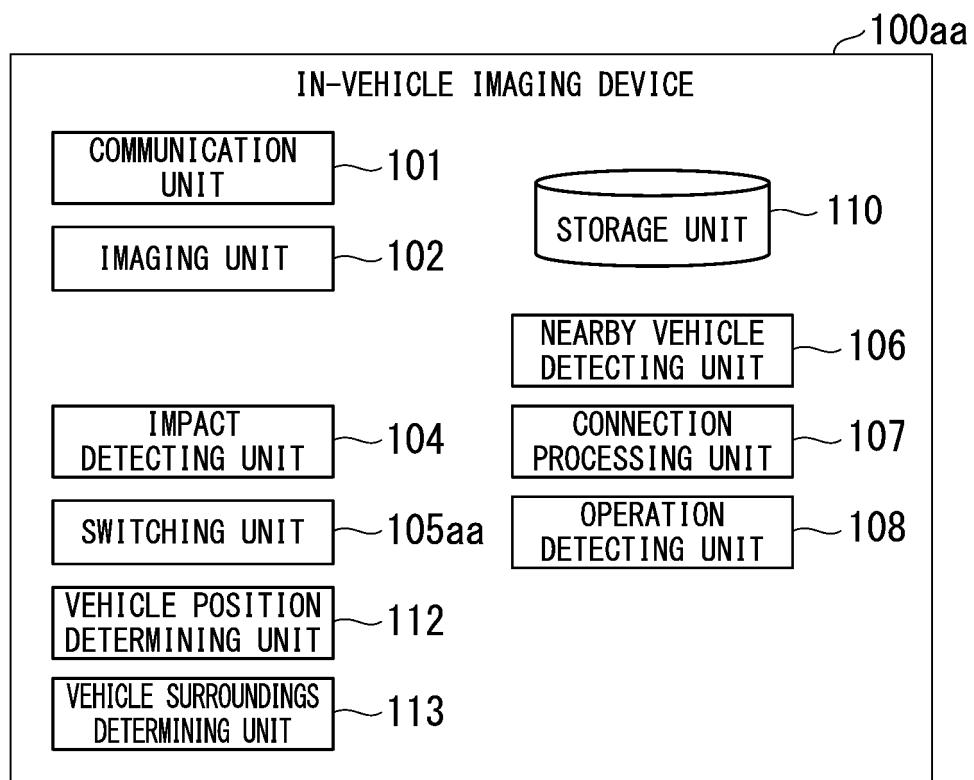 100aa
IN-VEHICLE IMAGING DEVICE
COMMUNICATION
UNIT
101
IMAGING UNIT
102
STORAGE UNIT
110
NEARBY VEHICLE
DETECTING UNIT
106
IMPACT
DETECTING UNIT
104
CONNECTION
PROCESSING UNIT
107
SWITCHING UNIT
105aa
OPERATION
DETECTING UNIT
108
VEHICLE POSITION
DETERMINING UNIT
112
VEHICLE SURROUNDINGS
DETERMINING UNIT
113